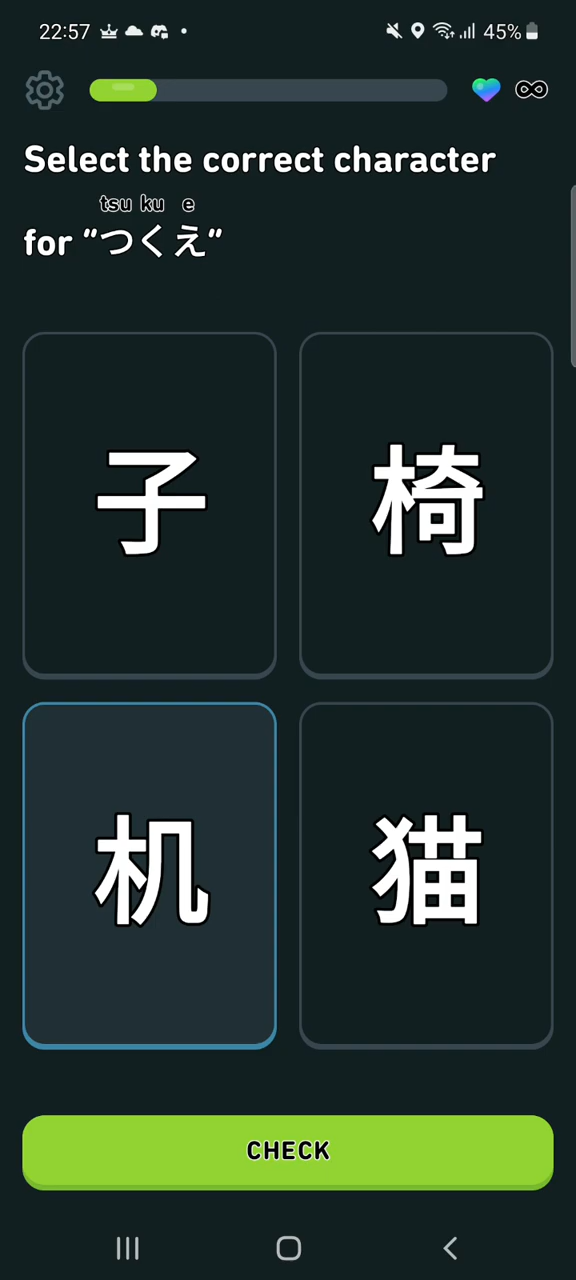 22:57
45%
Select the correct character
tsu ku e
for "つくえ"
子
椅
机
猫
CHECK